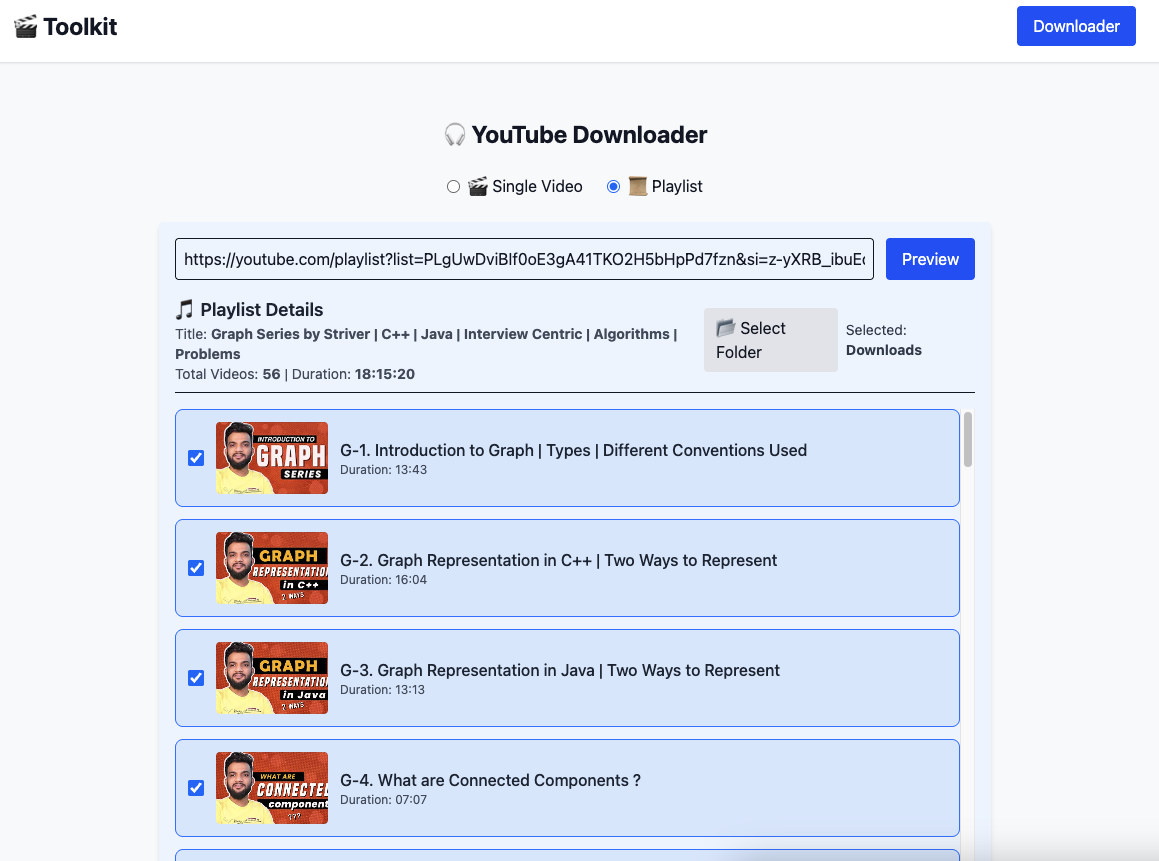 🎬 Toolkit
Downloader
🎧 YouTube Downloader
🎬 Single Video
📜 Playlist
https://youtube.com/playlist?list=PLgUwDviBIf0oE3gA41TKO2H5bHpPd7fzn&si=z-yXRB_ibuEc
Preview
🎵 Playlist Details
Title: Graph Series by Striver | C++ | Java | Interview Centric | Algorithms |
Problems
Total Videos: 56 | Duration: 18:15:20
📂 Select
Folder
Selected:
Downloads
INTRODUCTION TO
GRAPH
SERIES
G-1. Introduction to Graph | Types | Different Conventions Used
Duration: 13:43
GRAPH
REPRESENTATION
in C++
2 WAYS
G-2. Graph Representation in C++ | Two Ways to Represent
Duration: 16:04
GRAPH
REPRESENTATION
in Java
2 WAYS
G-3. Graph Representation in Java | Two Ways to Represent
Duration: 13:13
WHAT ARE
CONNECTE
component
???
G-4. What are Connected Components ?
Duration: 07:07